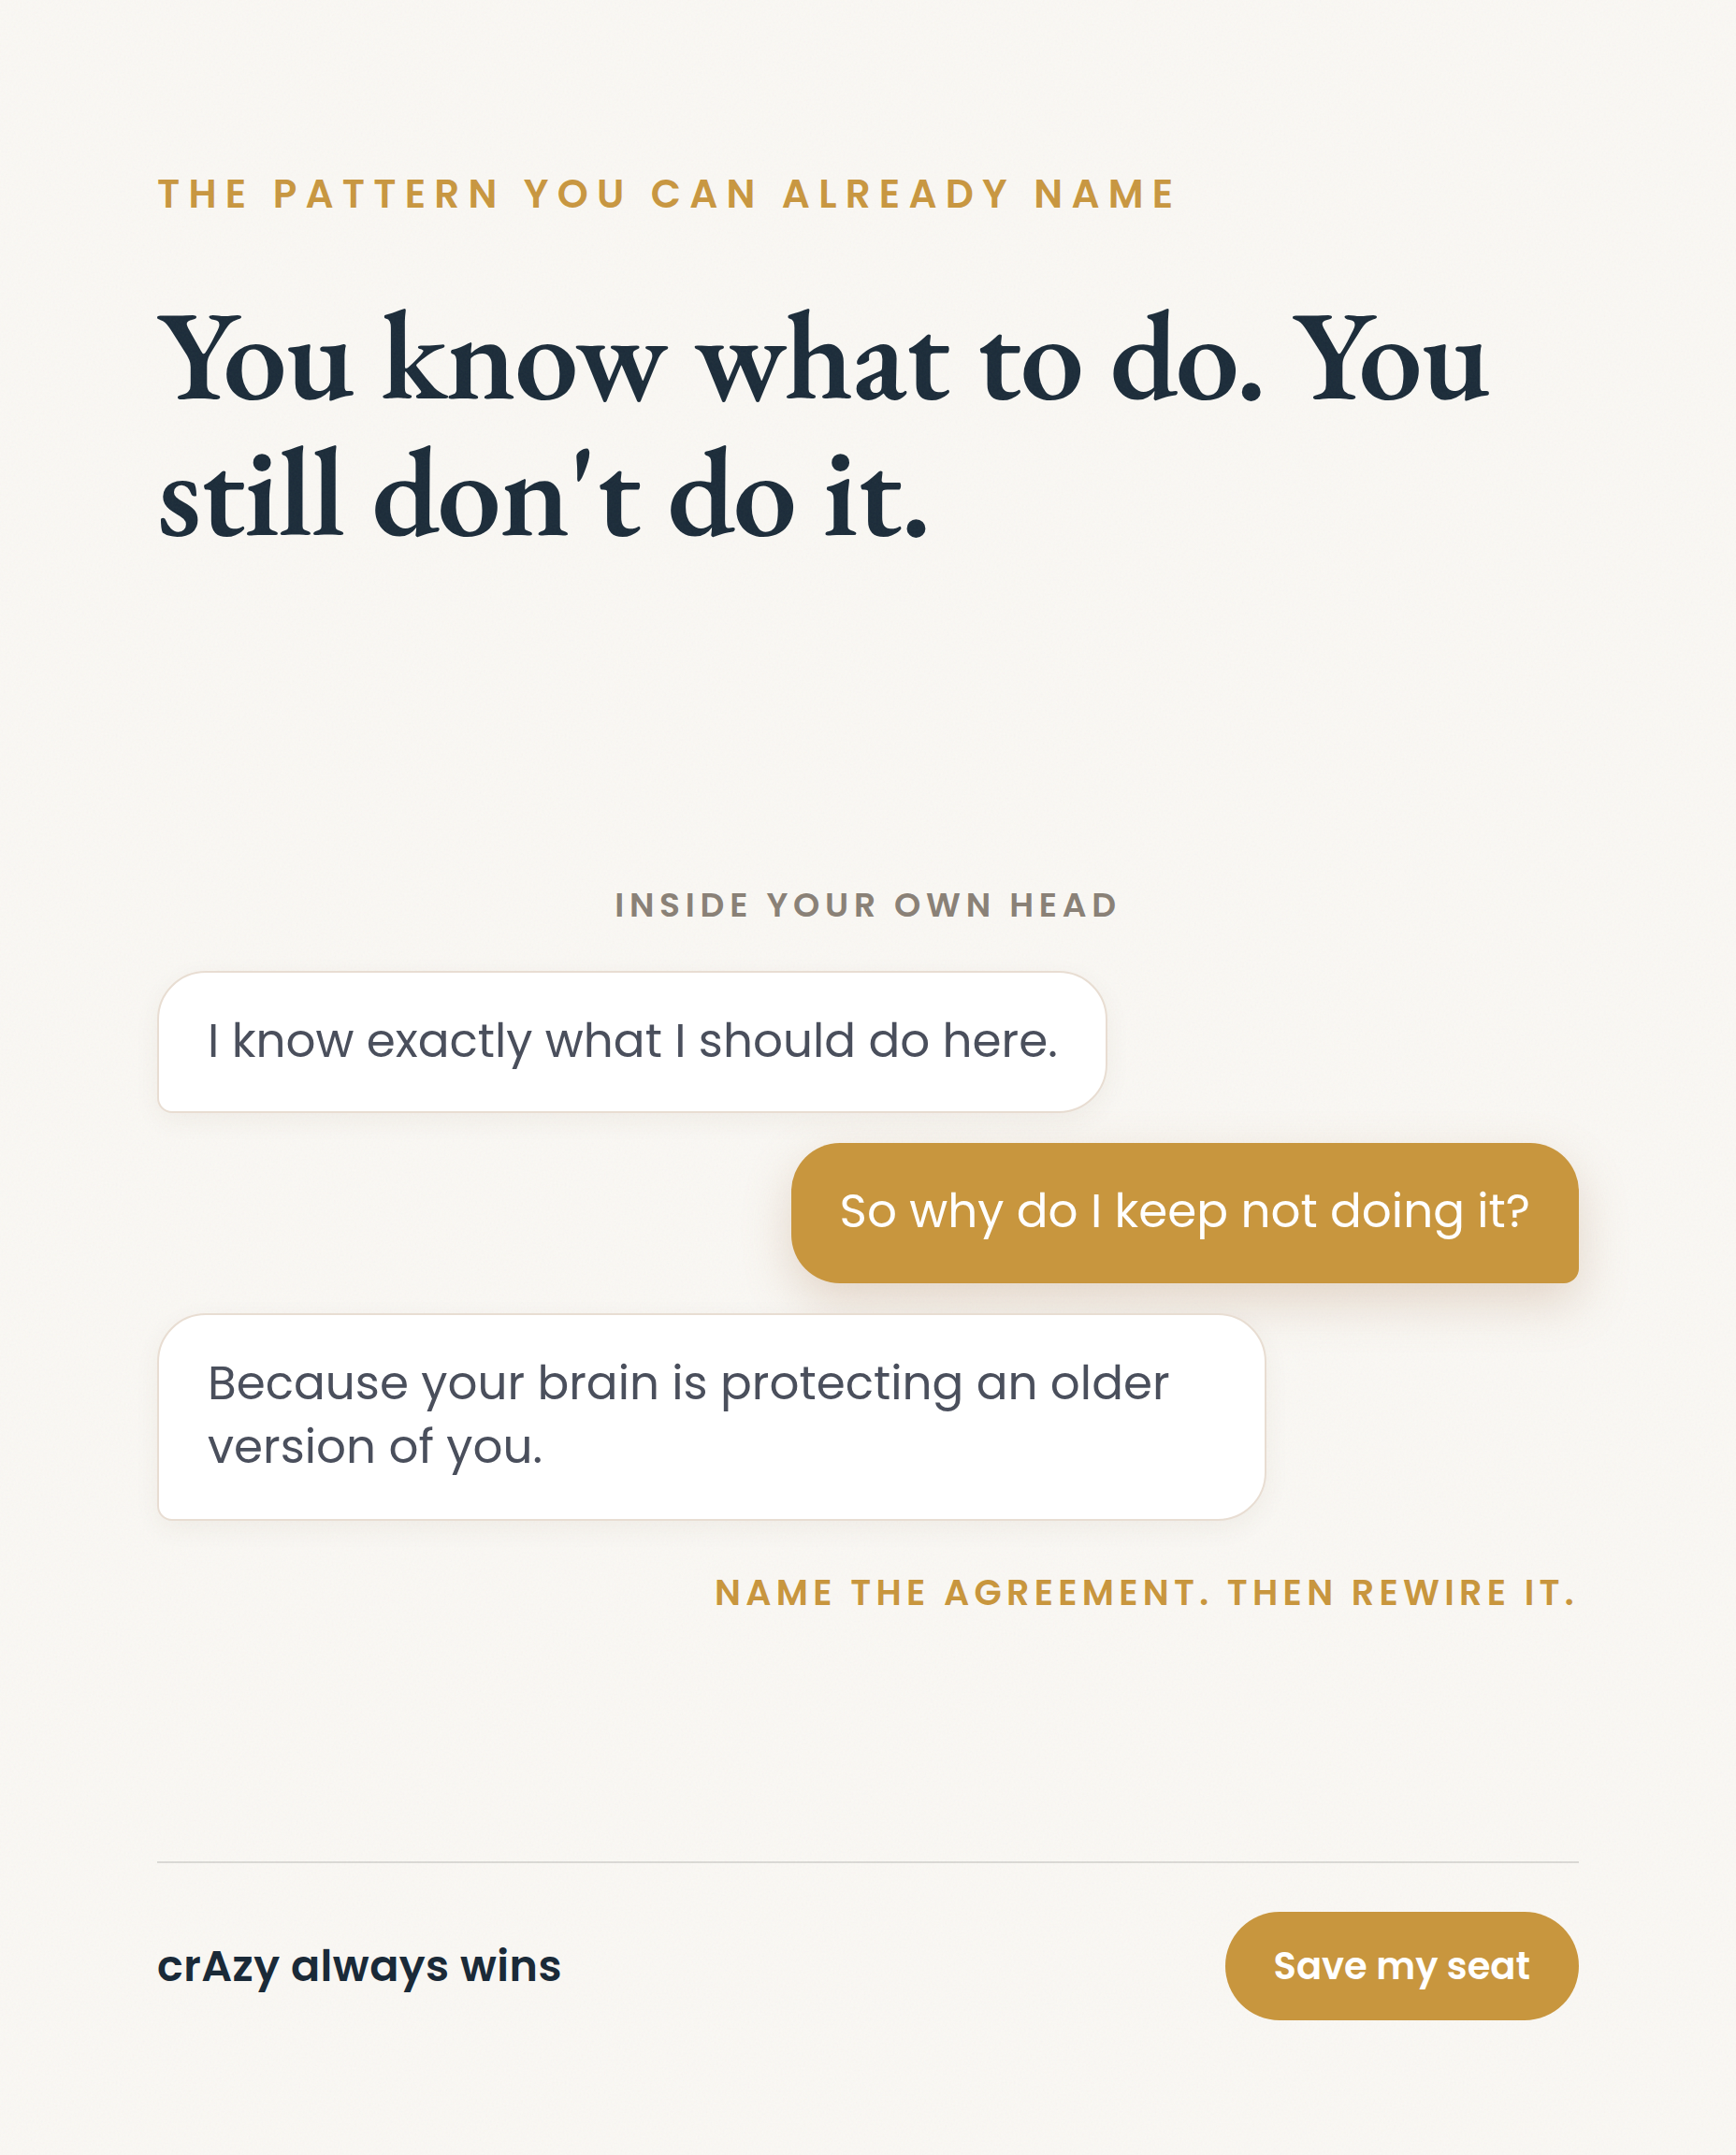 THE PATTERN YOU CAN ALREADY NAME
You know what to do. You
still don't do it.
INSIDE YOUR OWN HEAD
I know exactly what I should do here.
So why do I keep not doing it?
Because your brain is protecting an older
version of you.
NAME THE AGREEMENT. THEN REWIRE IT.
crAzy always wins
Save my seat